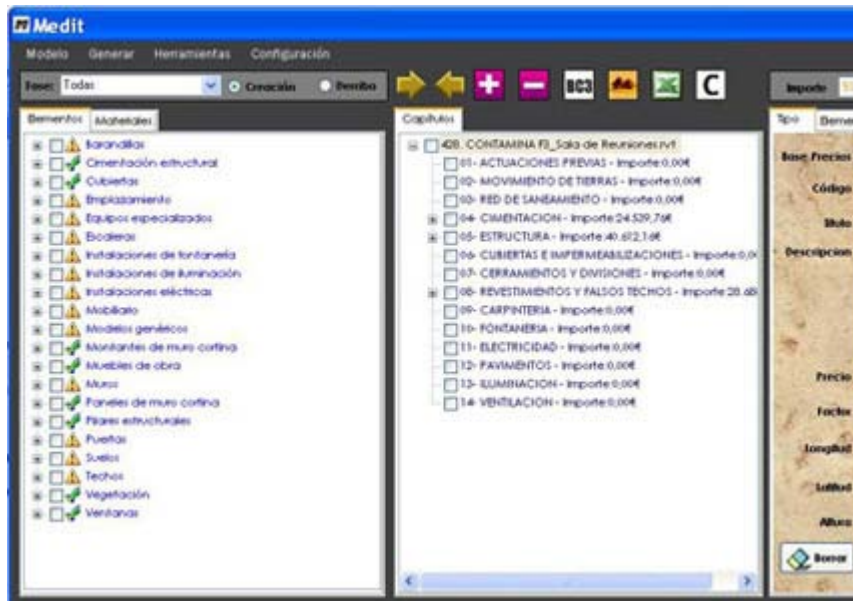 Medit
Modelo Generar Herramientas Configuración
Fase: Todas Creación Derribo BC3 C Importe
Elementos Materiales
Barandillas
Cimentación estructural
Cubiertas
Emplazamiento
Equipos especializados
Escaleras
Instalaciones de fontanería
Instalaciones de iluminación
Instalaciones eléctricas
Mobiliario
Modelos genéricos
Montantes de muro cortina
Muebles de obra
Muros
Paneles de muro cortina
Pilares estructurales
Puertas
Suelos
Techos
Vegetación
Ventanas
Capítulos
428. CONTAMINA F3_Sala de Reuniones.rvt
01- ACTUACIONES PREVIAS - Importe:0,00€
02- MOVIMIENTO DE TIERRAS - Importe:0,00€
03- RED DE SANEAMIENTO - Importe:0,00€
04- CIMENTACION - Importe:24.539,76€
05- ESTRUCTURA - Importe:40.612,16€
06- CUBIERTAS E IMPERMEABILIZACIONES - Importe:0,0
07- CERRAMIENTOS Y DIVISIONES - Importe:0,00€
08- REVESTIMIENTOS Y FALSOS TECHOS - Importe:28.68
09- CARPINTERIA - Importe:0,00€
10- FONTANERIA - Importe:0,00€
11- ELECTRICIDAD - Importe:0,00€
12- PAVIMENTOS - Importe:0,00€
13- ILUMINACION - Importe:0,00€
14- VENTILACION - Importe:0,00€
Tipo Eleme
Base Precios
Código
Título
Descripcion
Precio
Factor
Longitud
Latitud
Altura
Borrar